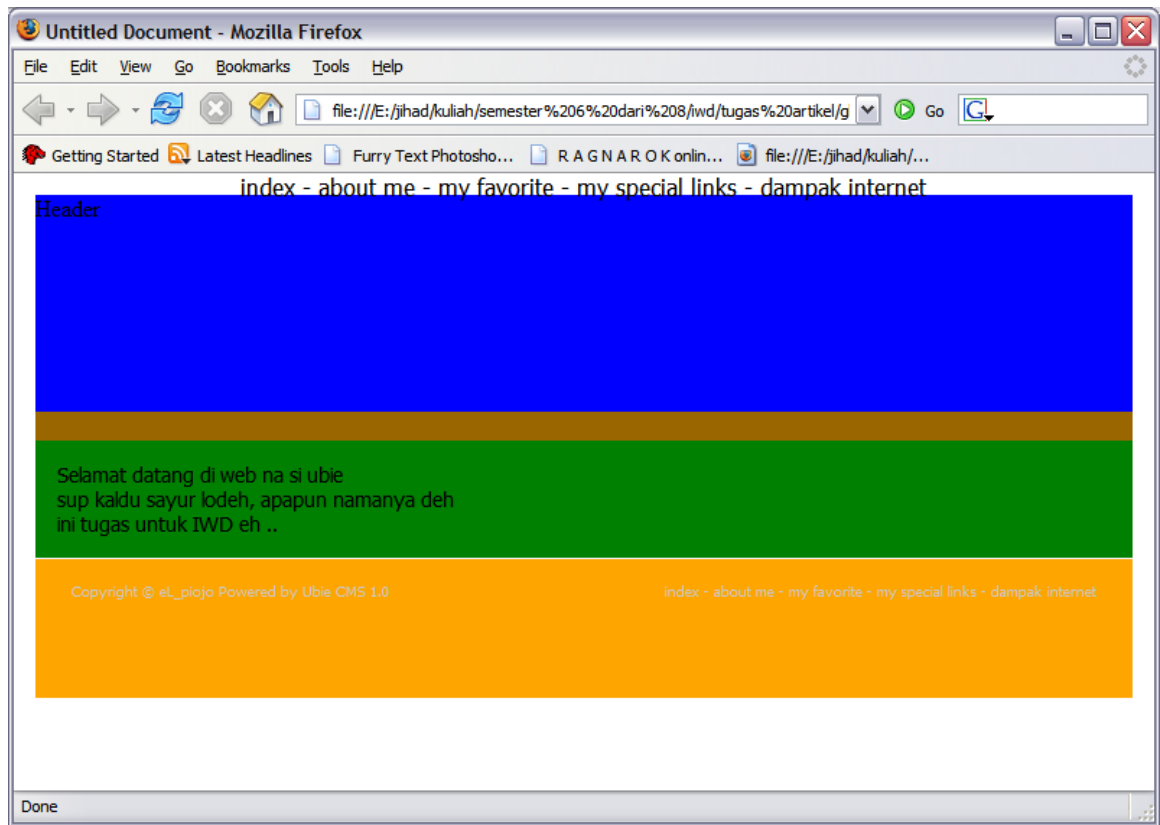 Untitled Document - Mozilla Firefox
File Edit View Go Bookmarks Tools Help
file:///E:/jihad/kuliah/semester%206%20dari%208/iwd/tugas%20artikel/g Go G
Getting Started Latest Headlines Furry Text Photosho... R A G N A R O K onlin... file:///E:/jihad/kuliah/...
index - about me - my favorite - my special links - dampak internet
Header
Selamat datang di web na si ubie
sup kaldu sayur lodeh, apapun namanya deh
ini tugas untuk IWD eh ..
Copyright © eL_piojo Powered by Ubie CMS 1.0 index - about me - my favorite - my special links - dampak internet
Done